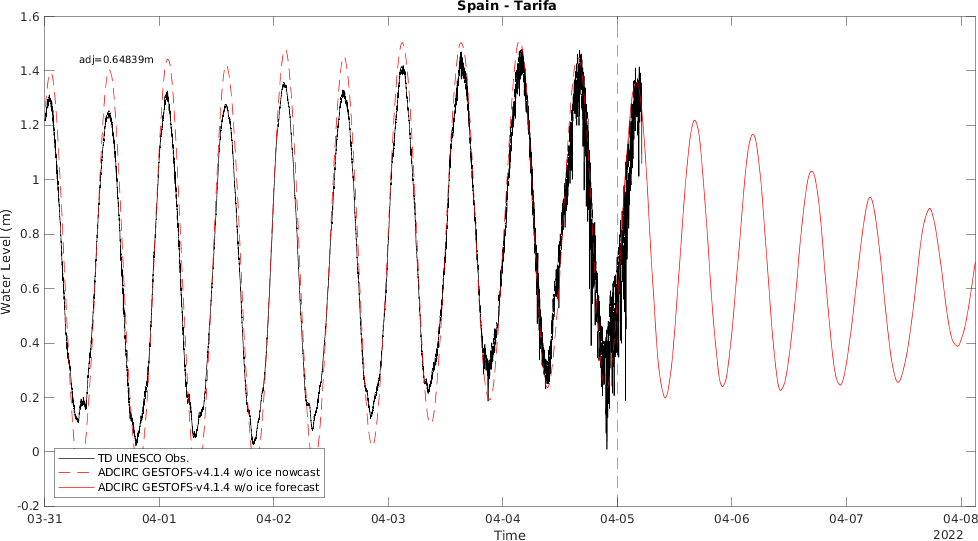 Spain - Tarifa
adj=0.64839m
Water Level (m)
1.6
1.4
1.2
1
0.8
0.6
0.4
0.2
0
-0.2
TD UNESCO Obs.
ADCIRC GESTOFS-v4.1.4 w/o ice nowcast
ADCIRC GESTOFS-v4.1.4 w/o ice forecast
03-31 04-01 04-02 04-03 04-04 04-05 04-06 04-07 04-08
Time
2022